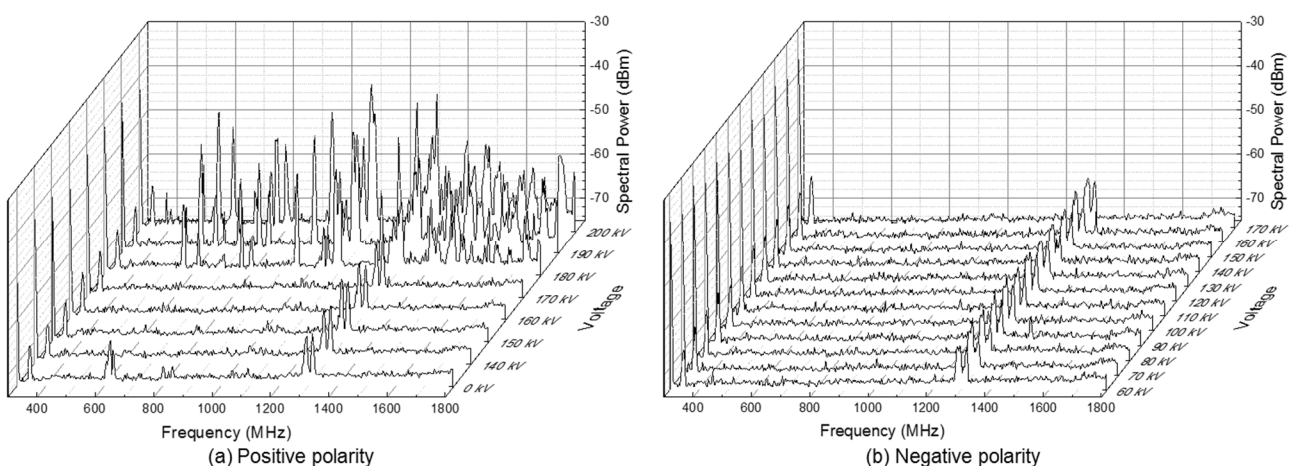 -30
-40
-50
-60
-70
Spectral Power (dBm)
200 kV
190 kV
180 kV
170 kV
160 kV
150 kV
140 kV
0 kV
Voltage
400 600 800 1000 1200 1400 1600 1800
Frequency (MHz)
(a) Positive polarity
-30
-40
-50
-60
-70
Spectral Power (dBm)
170 kV
160 kV
150 kV
140 kV
130 kV
120 kV
110 kV
100 kV
90 kV
80 kV
70 kV
60 kV
Voltage
400 600 800 1000 1200 1400 1600 1800
Frequency (MHz)
(b) Negative polarity